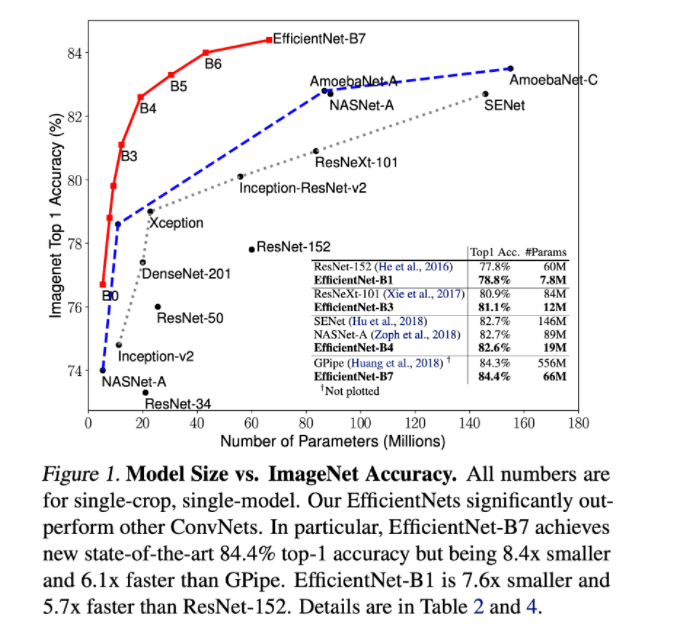 84
82
80
78
76
74
Imagenet Top 1 Accuracy (%)
EfficientNet-B7
B6
B5
B4
B3
B0
AmoebaNet-A
NASNet-A
AmoebaNet-C
SENet
ResNeXt-101
Inception-ResNet-v2
Xception
ResNet-152
DenseNet-201
ResNet-50
Inception-v2
NASNet-A
ResNet-34
Top1 Acc. #Params
ResNet-152 (He et al., 2016) 77.8% 60M
EfficientNet-B1 78.8% 7.8M
ResNeXt-101 (Xie et al., 2017) 80.9% 84M
EfficientNet-B3 81.1% 12M
SENet (Hu et al., 2018) 82.7% 146M
NASNet-A (Zoph et al., 2018) 82.7% 89M
EfficientNet-B4 82.6% 19M
GPipe (Huang et al., 2018) † 84.3% 556M
EfficientNet-B7 84.4% 66M
†Not plotted
0 20 40 60 80 100 120 140 160 180
Number of Parameters (Millions)
Figure 1. Model Size vs. ImageNet Accuracy. All numbers are
for single-crop, single-model. Our EfficientNets significantly out-
perform other ConvNets. In particular, EfficientNet-B7 achieves
new state-of-the-art 84.4% top-1 accuracy but being 8.4x smaller
and 6.1x faster than GPipe. EfficientNet-B1 is 7.6x smaller and
5.7x faster than ResNet-152. Details are in Table 2 and 4.